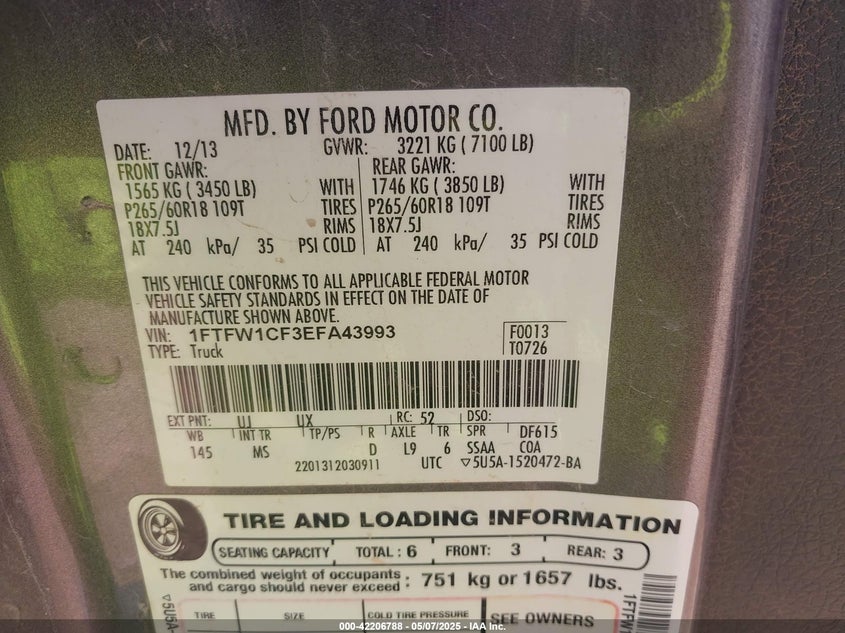 MFD. BY FORD MOTOR CO.
DATE: 12/13 GVWR: 3221 KG ( 7100 LB)
FRONT GAWR: REAR GAWR:
1565 KG ( 3450 LB) WITH 1746 KG ( 3850 LB) WITH
P265/60R18 109T TIRES P265/60R18 109T TIRES
18X7.5J RIMS 18X7.5J RIMS
AT 240 kPa/ 35 PSI COLD AT 240 kPa/ 35 PSI COLD
THIS VEHICLE CONFORMS TO ALL APPLICABLE FEDERAL MOTOR
VEHICLE SAFETY STANDARDS IN EFFECT ON THE DATE OF
MANUFACTURE SHOWN ABOVE.
VIN: 1FTFW1CF3EFA43993 F0013
TYPE: Truck T0726
EXT PNT: UJ UX RC: 52 DSO:
WB INT TR TP/PS R AXLE TR SPR DF615
145 MS D L9 6 SSAA COA
2201312030911 UTC ▽5U5A-1520472-BA
TIRE AND LOADING INFORMATION
SEATING CAPACITY TOTAL : 6 FRONT: 3 REAR: 3
The combined weight of occupants
and cargo should never exceed : 751 kg or 1657 lbs.
TIRE SIZE COLD TIRE PRESSURE SEE OWNERS
▽5U5A-
1FTFW
000-42206788 - 05/07/2025 - IAA Inc.